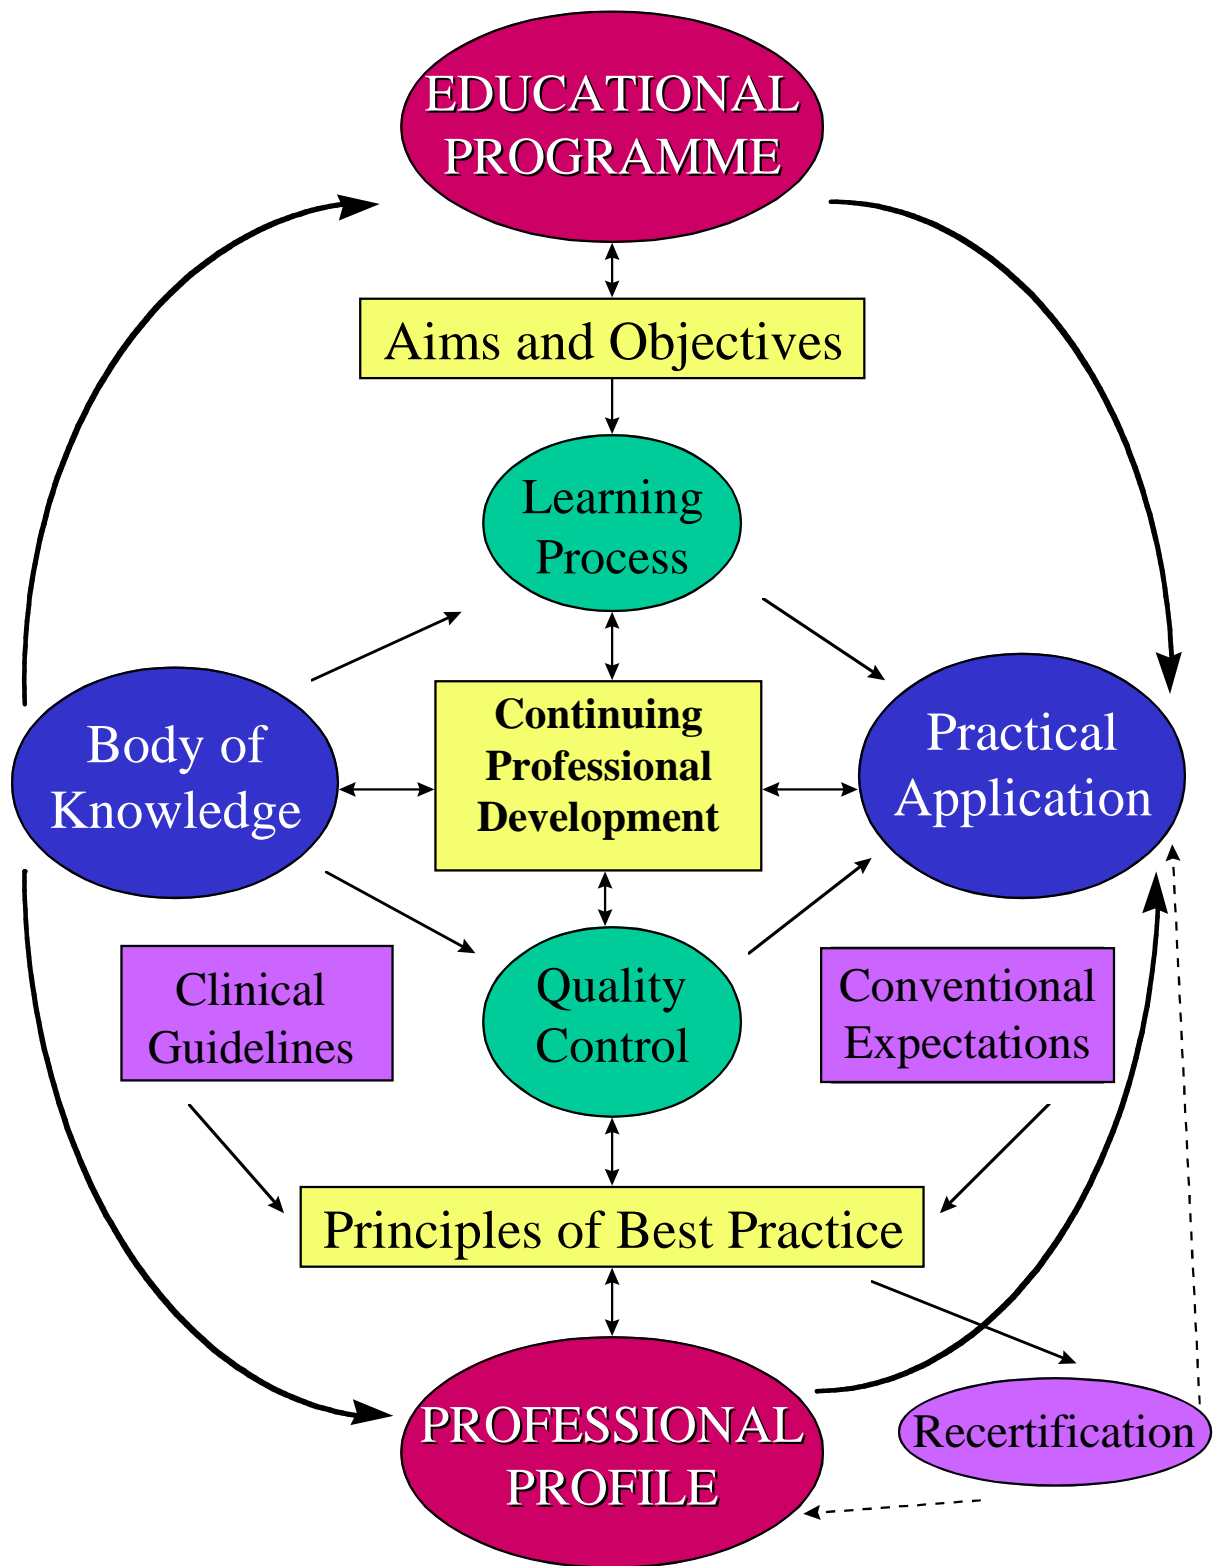 EDUCATIONAL
PROGRAMME
Aims and Objectives
Learning
Process
Continuing
Professional
Development
Body of
Knowledge
Practical
Application
Clinical
Guidelines
Quality
Control
Conventional
Expectations
Principles of Best Practice
PROFESSIONAL
PROFILE
Recertification